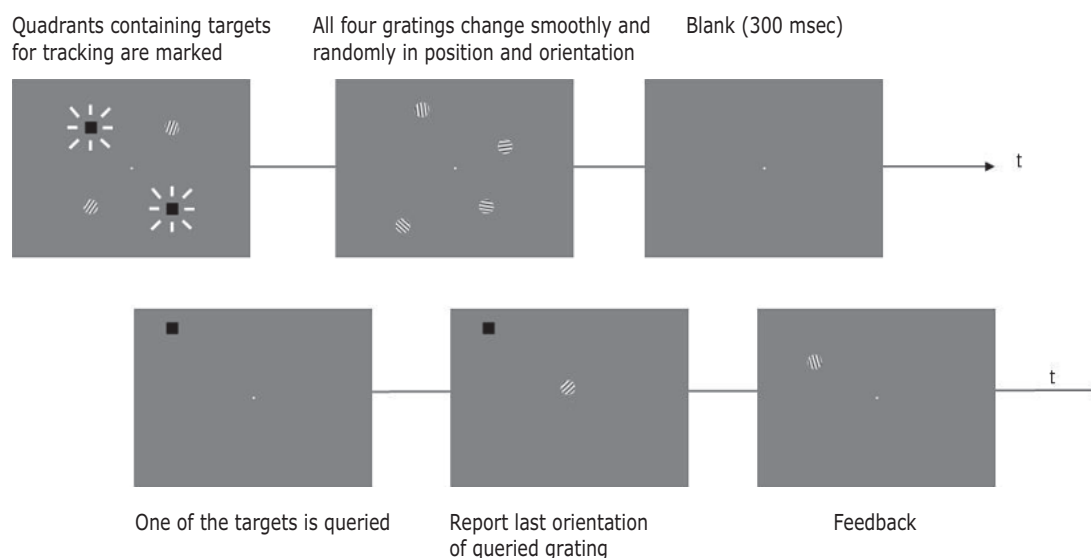 Quadrants containing targets
for tracking are marked
All four gratings change smoothly and
randomly in position and orientation
Blank (300 msec)
t
t
One of the targets is queried
Report last orientation
of queried grating
Feedback